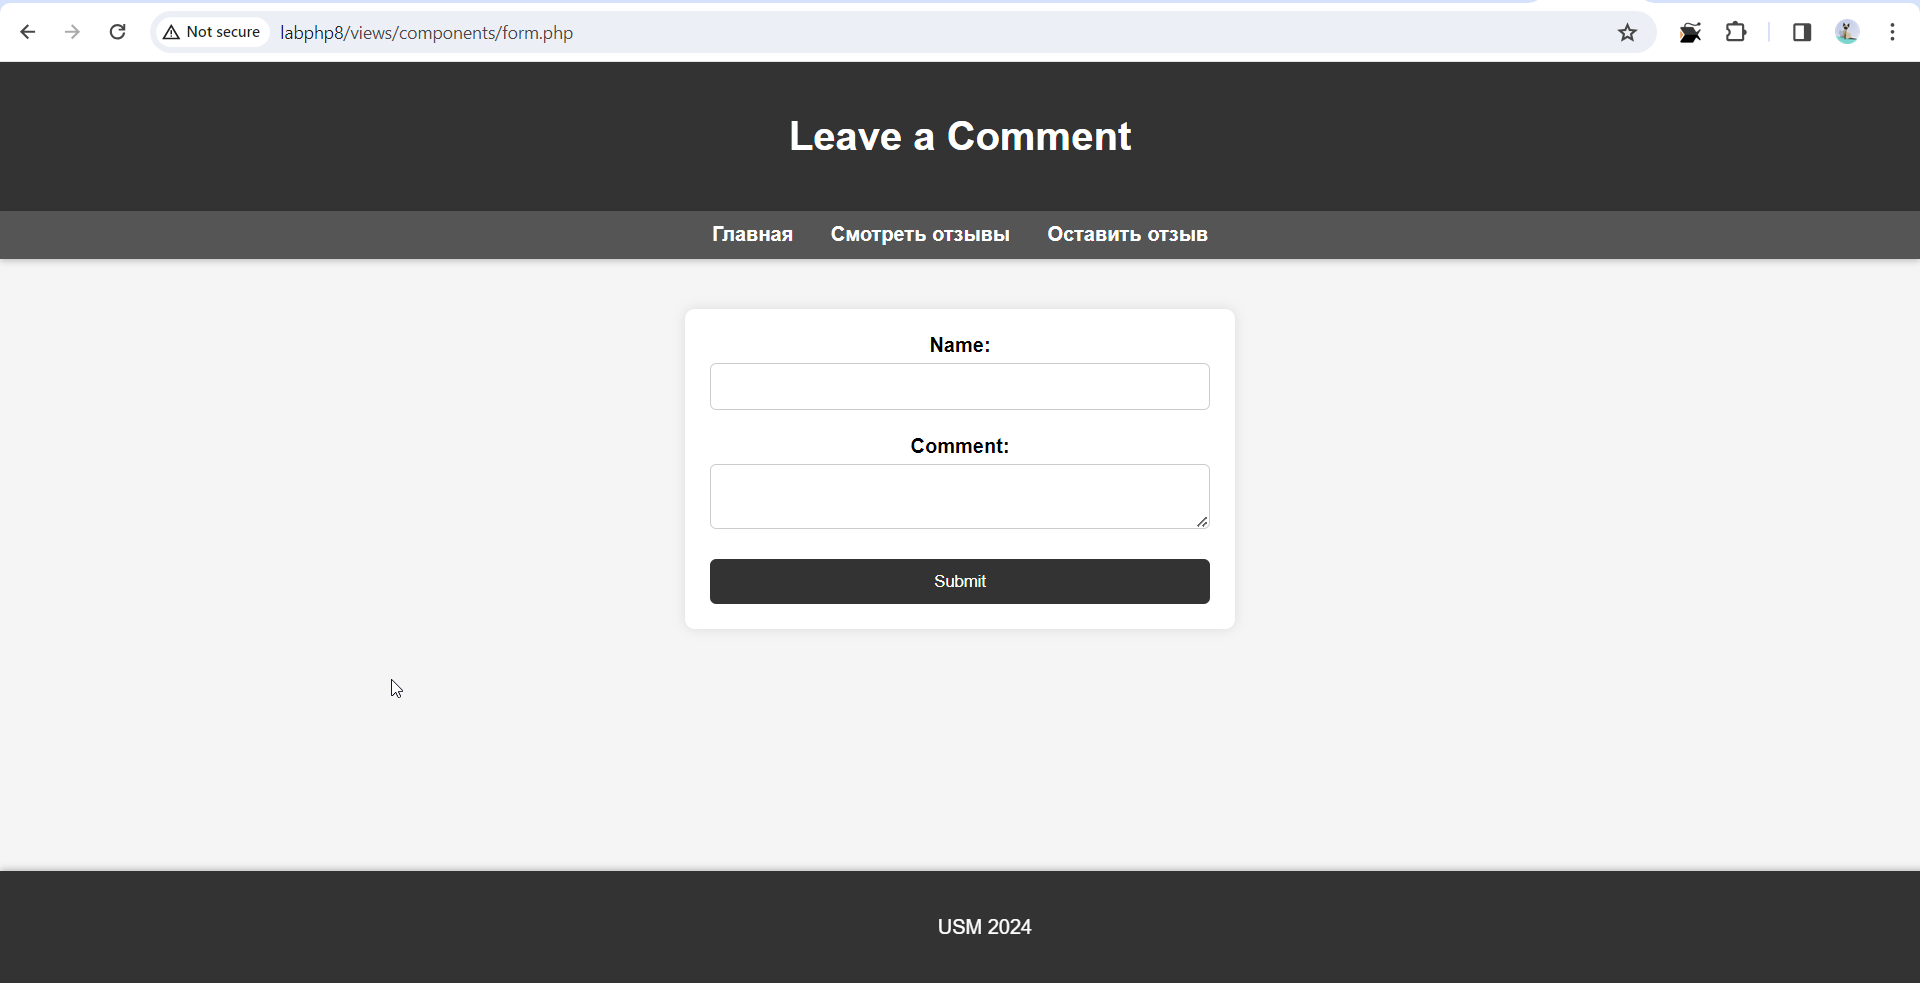 Not secure labphp8/views/components/form.php
Leave a Comment
Главная Смотреть отзывы Оставить отзыв
Name:
Comment:
Submit
USM 2024